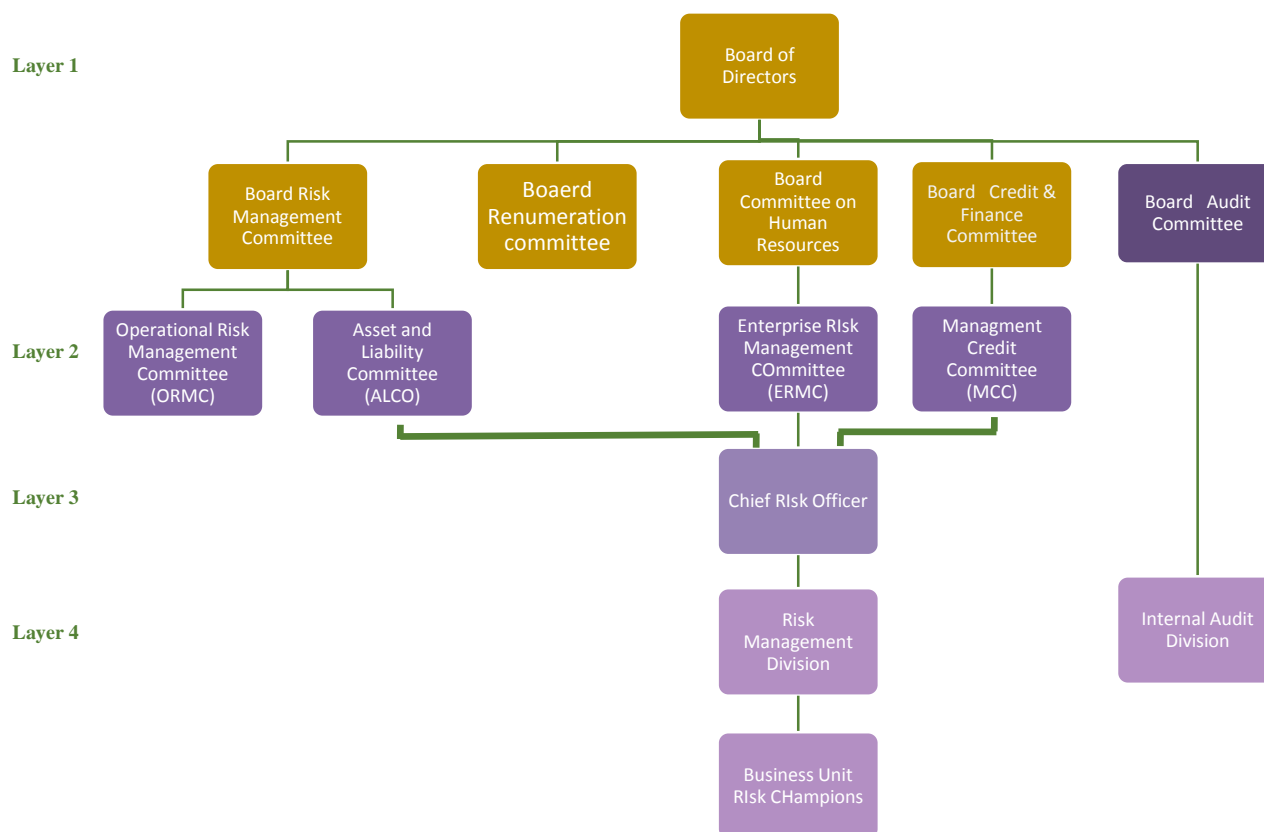 Layer 1
Board of
Directors
Board Risk
Management
Committee
Boaerd
Renumeration
committee
Board
Committee on
Human
Resources
Board Credit &
Finance
Committee
Board Audit
Committee
Layer 2
Operational Risk
Management
Committee
(ORMC)
Asset and
Liability
Committee
(ALCO)
Enterprise RIsk
Management
COmmittee
(ERMC)
Managment
Credit
Committee
(MCC)
Layer 3
Chief RIsk Officer
Layer 4
Risk
Management
Division
Internal Audit
Division
Business Unit
RIsk CHampions